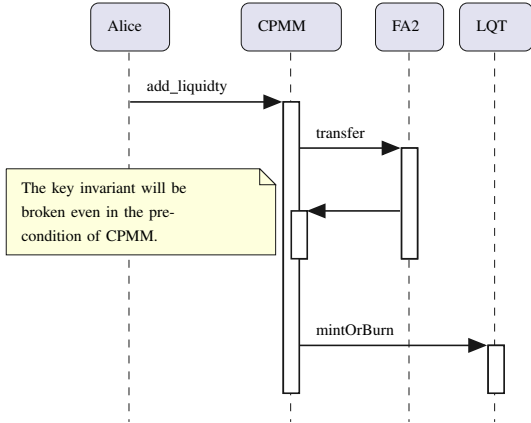 Alice
CPMM
FA2
LQT
add_liquidty
transfer
The key invariant will be
broken even in the pre-
condition of CPMM.
mintOrBurn